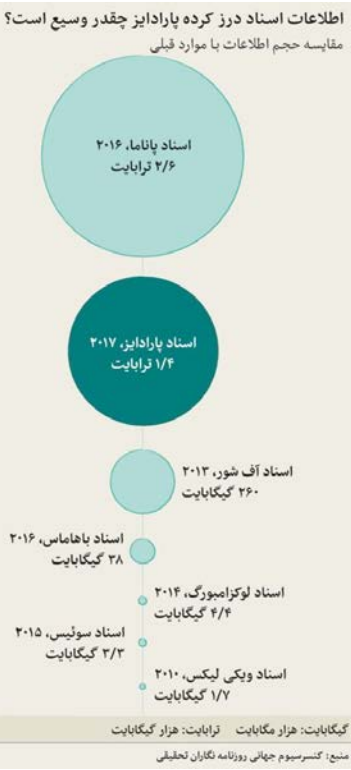 اطلاعات اسناد درز کرده پارادایز چقدر وسیع است؟
مقایسه حجم اطلاعات با موارد قبلی
اسناد پاناما، ۲۰۱۶
۲/۶ ترابایت
اسناد پارادایز، ۲۰۱۷
۱/۴ ترابایت
اسناد آف شور، ۲۰۱۳
۲۶۰ گیگابایت
اسناد باهاماس، ۲۰۱۶
۳۸ گیگابایت
اسناد لوکزامبورگ، ۲۰۱۴
۴/۴ گیگابایت
اسناد سوئیس، ۲۰۱۵
۳/۳ گیگابایت
اسناد ویکی لیکس، ۲۰۱۰
۱/۷ گیگابایت
گیگابایت: هزار مگابایت ترابایت: هزار گیگابایت
منبع: کنسرسیوم جهانی روزنامه نگاران تحقیقی